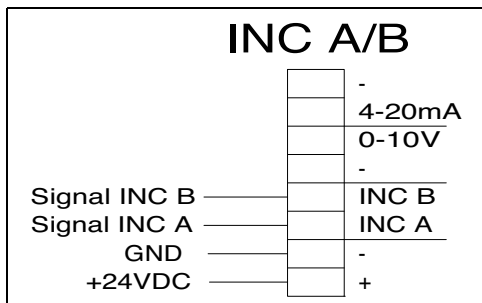 INC A/B
-
4-20mA
0-10V
-
Signal INC B INC B
Signal INC A INC A
GND -
+24VDC +